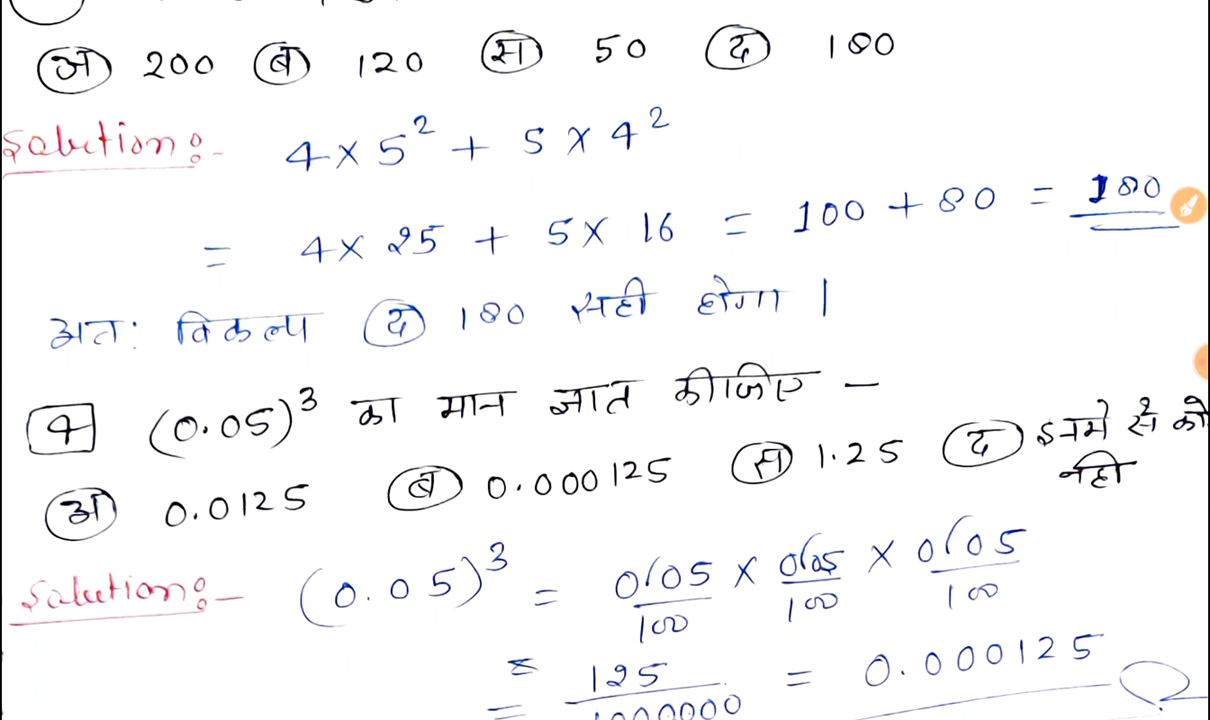 अ 200 ब 120 स 50 द 180
Solution:- 4 × 5² + 5 × 4²
= 4 × 25 + 5 × 16 = 100 + 80 = 180
अतः विकल्प द 180 सही होगा |
4 (0.05)³ का मान ज्ञात कीजिए –
अ 0.0125 ब 0.000125 स 1.25 द इनमे से को
नही
Solution:- (0.05)³ = 0.05/100 × 0.05/100 × 0.05/100
= 125/1000000 = 0.000125